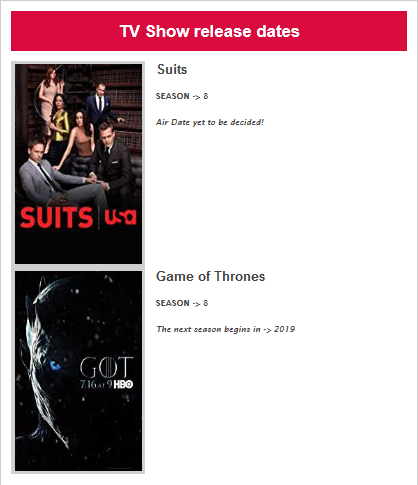 TV Show release dates
Suits
SEASON -> 8
Air Date yet to be decided!
SUITS usa
Game of Thrones
SEASON -> 8
The next season begins in -> 2019
GOT
7.16 AT 9 HBO